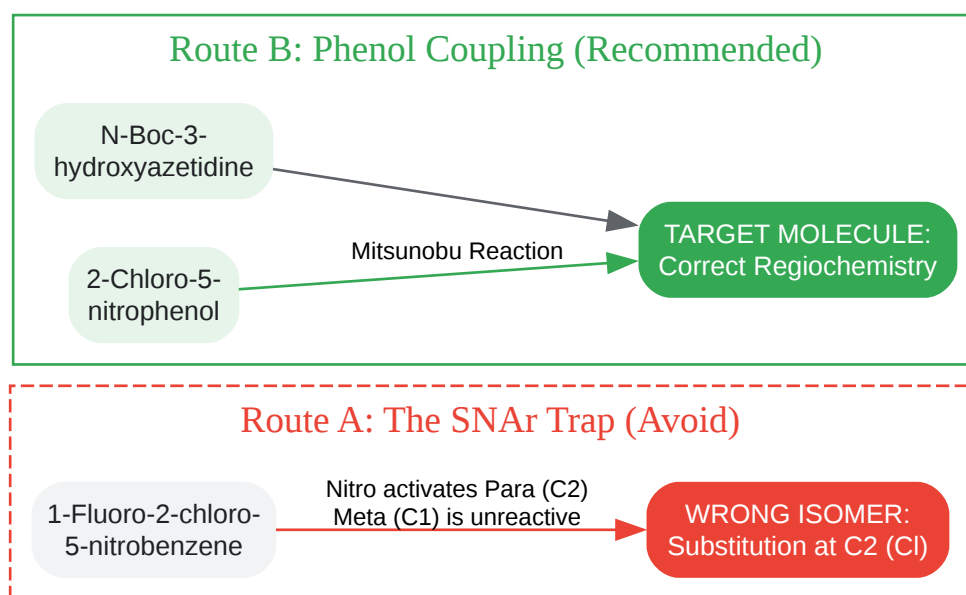 Route B: Phenol Coupling (Recommended)
N-Boc-3-
hydroxyazetidine
Mitsunobu Reaction
2-Chloro-5-
nitrophenol
TARGET MOLECULE:
Correct Regiochemistry
Route A: The SNAr Trap (Avoid)
1-Fluoro-2-chloro-
5-nitrobenzene
Nitro activates Para (C2)
Meta (C1) is unreactive
WRONG ISOMER:
Substitution at C2 (Cl)